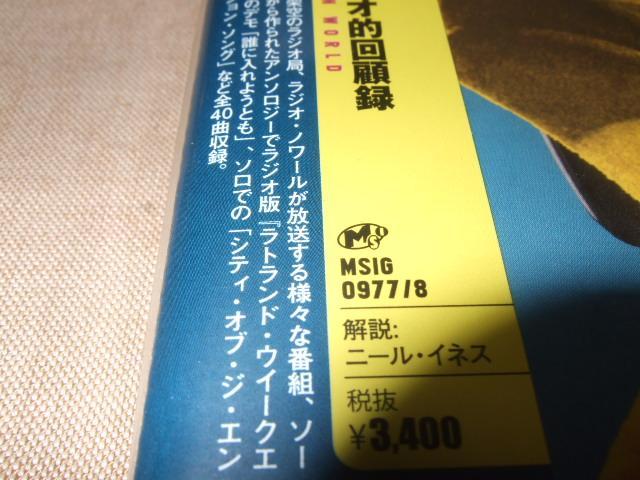 オ的回顧録
N WORLD
架空のラジオ局、ラジオ・ノワールが放送する様々な番組、ソー
から作られたアンソロジーでラジオ版『ラトランド・ウイークエ
のデモ「誰に入れようとも」、ソロでの「シティ・オブ・ジ・エン
ョン・ソング」など全40曲収録。
MSI
MSIG
0977/8
解説:
ニール・イネス
税抜
¥3,400